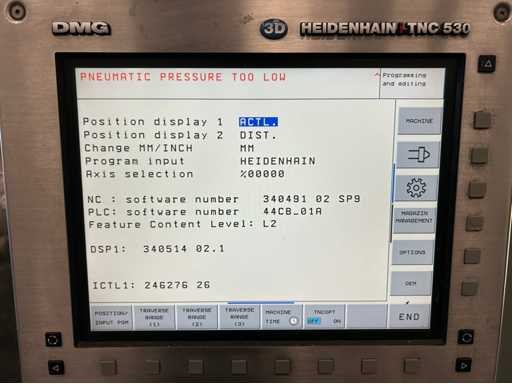 DMG
3D HEIDENHAIN TNC 530
PNEUMATIC PRESSURE TOO LOW
Programming
and editing
Position display 1 ACTL.
Position display 2 DIST.
Change MM/INCH MM
Program input HEIDENHAIN
Axis selection %00000
NC : software number 340491 02 SP9
PLC: software number 44CB_01A
Feature Content Level: L2
DSP1: 340514 02.1
ICTL1: 246276 26
MACHINE
MAGAZIN
MANAGEMENT
OPTIONS
OEM
POSITION/
INPUT PGM
TRAVERSE
RANGE
(1)
TRAVERSE
RANGE
(2)
TRAVERSE
RANGE
(3)
MACHINE
TIME
TNCOPT
OFF ON
END